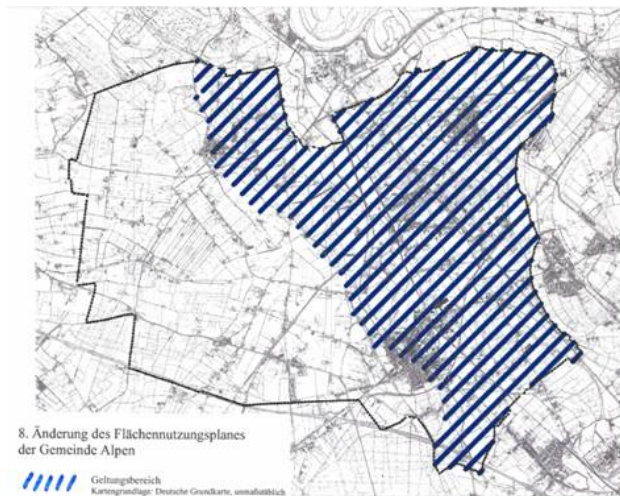 8. Änderung des Flächennutzungsplanes
der Gemeinde Alpen
Geltungsbereich
Kartengrundlage: Deutsche Grundkarte, unmaßstäblich